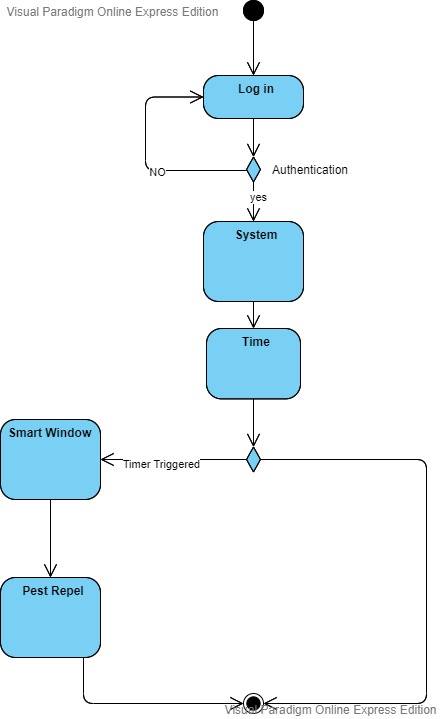 Visual Paradigm Online Express Edition
Log in
Authentication
NO
yes
System
Time
Smart Window
Timer Triggered
Pest Repel
Visual Paradigm Online Express Edition